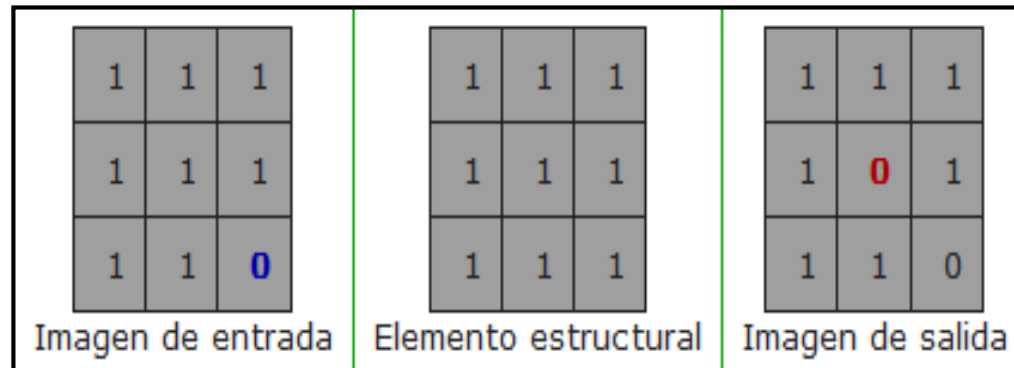 1 1 1 1 1 1 1 1 1
1 1 1 1 1 1 1 0 1
1 1 0 1 1 1 1 1 0
Imagen de entrada Elemento estructural Imagen de salida